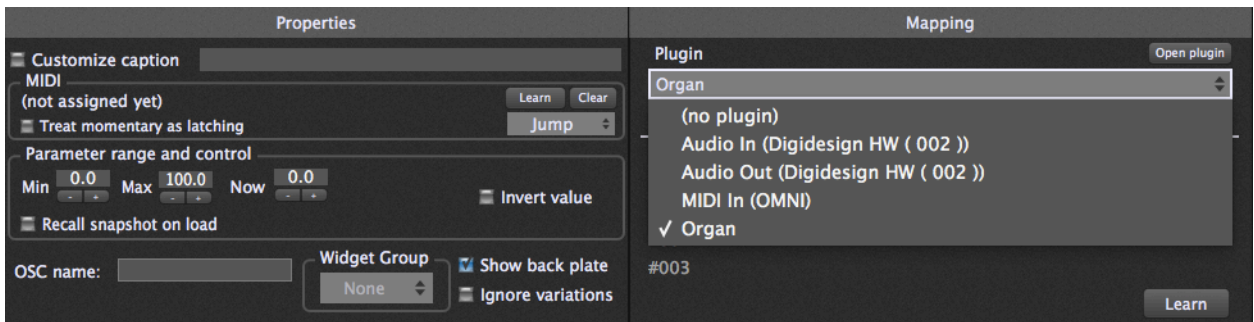 Properties
Customize caption
MIDI
(not assigned yet)
Learn
Clear
Treat momentary as latching
Jump
Parameter range and control
Min 0.0 Max 100.0 Now 0.0
- + - + - +
Invert value
Recall snapshot on load
OSC name:
Widget Group
None
Show back plate
Ignore variations
Mapping
Plugin
Open plugin
Organ
(no plugin)
Audio In (Digidesign HW ( 002 ))
Audio Out (Digidesign HW ( 002 ))
MIDI In (OMNI)
✓ Organ
#003
Learn